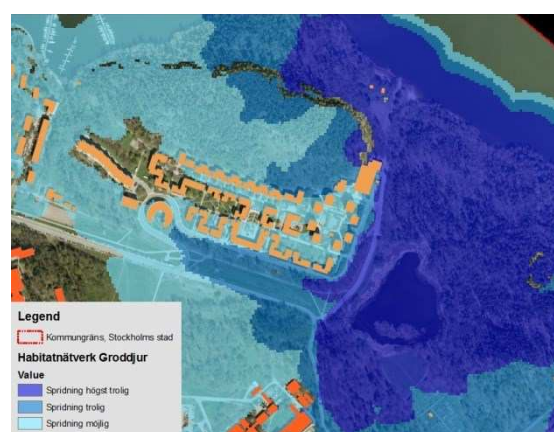 Legend
Kommungräns, Stockholms stad
Habitatnätverk Groddjur
Value
Spridning högst trolig
Spridning trolig
Spridning möjlig